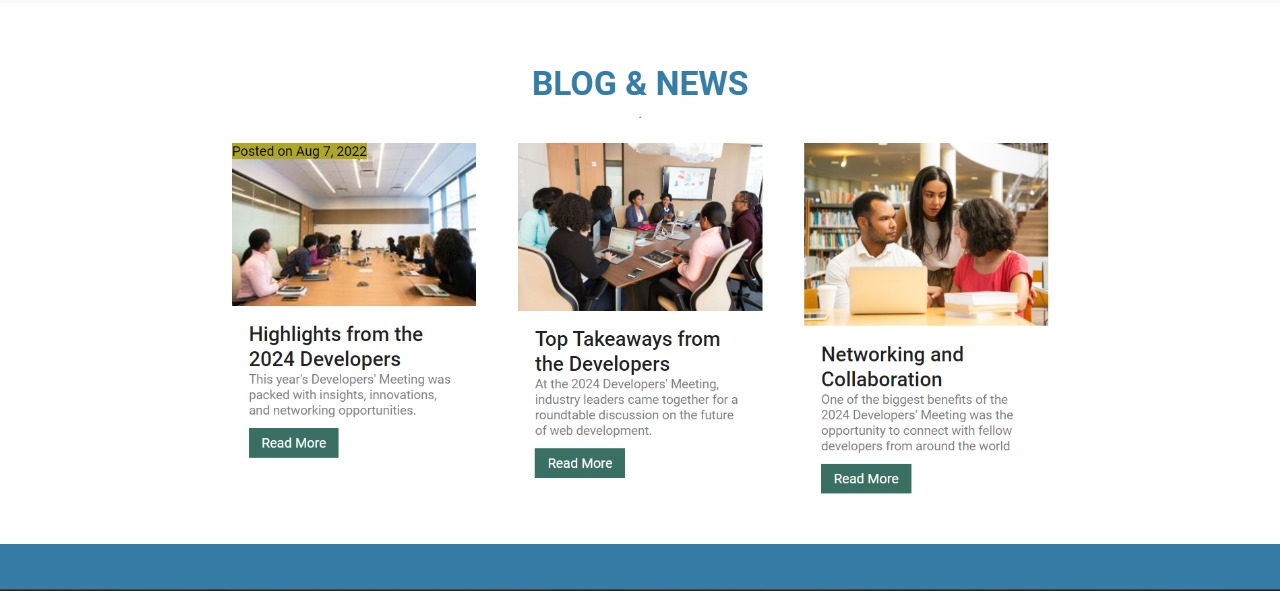 BLOG & NEWS
.
Posted on Aug 7, 2022
Highlights from the
2024 Developers
This year's Developers' Meeting was
packed with insights, innovations,
and networking opportunities.
Read More
Top Takeaways from
the Developers
At the 2024 Developers' Meeting,
industry leaders came together for a
roundtable discussion on the future
of web development.
Read More
Networking and
Collaboration
One of the biggest benefits of the
2024 Developers' Meeting was the
opportunity to connect with fellow
developers from around the world
Read More